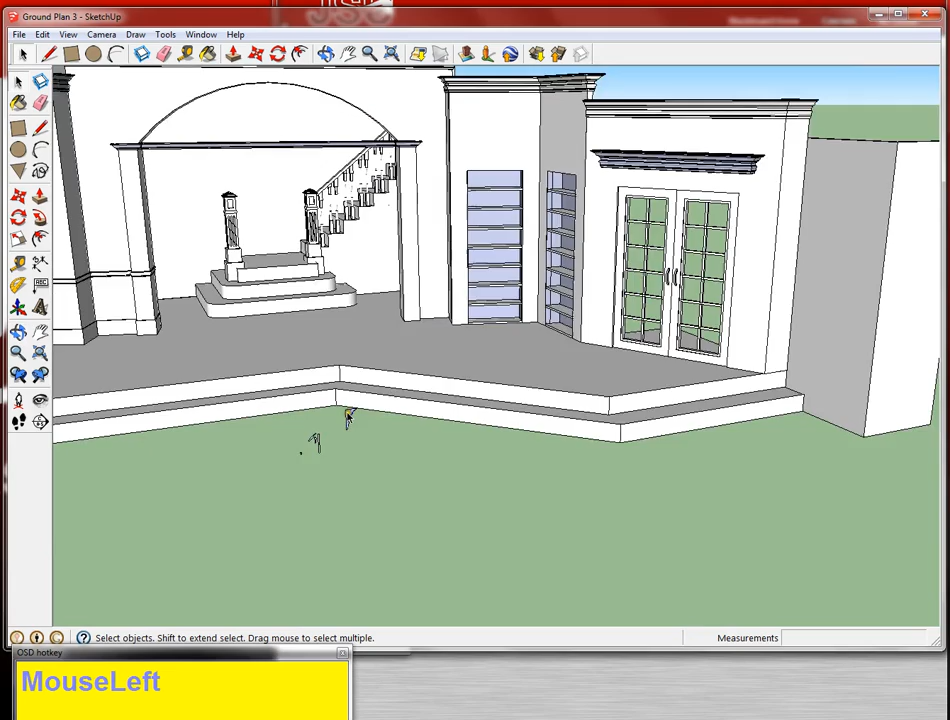 Ground Plan 3 - SketchUp
File Edit View Camera Draw Tools Window Help
ABC
Select objects. Shift to extend select. Drag mouse to select multiple.
Measurements
OSD hotkey
MouseLeft